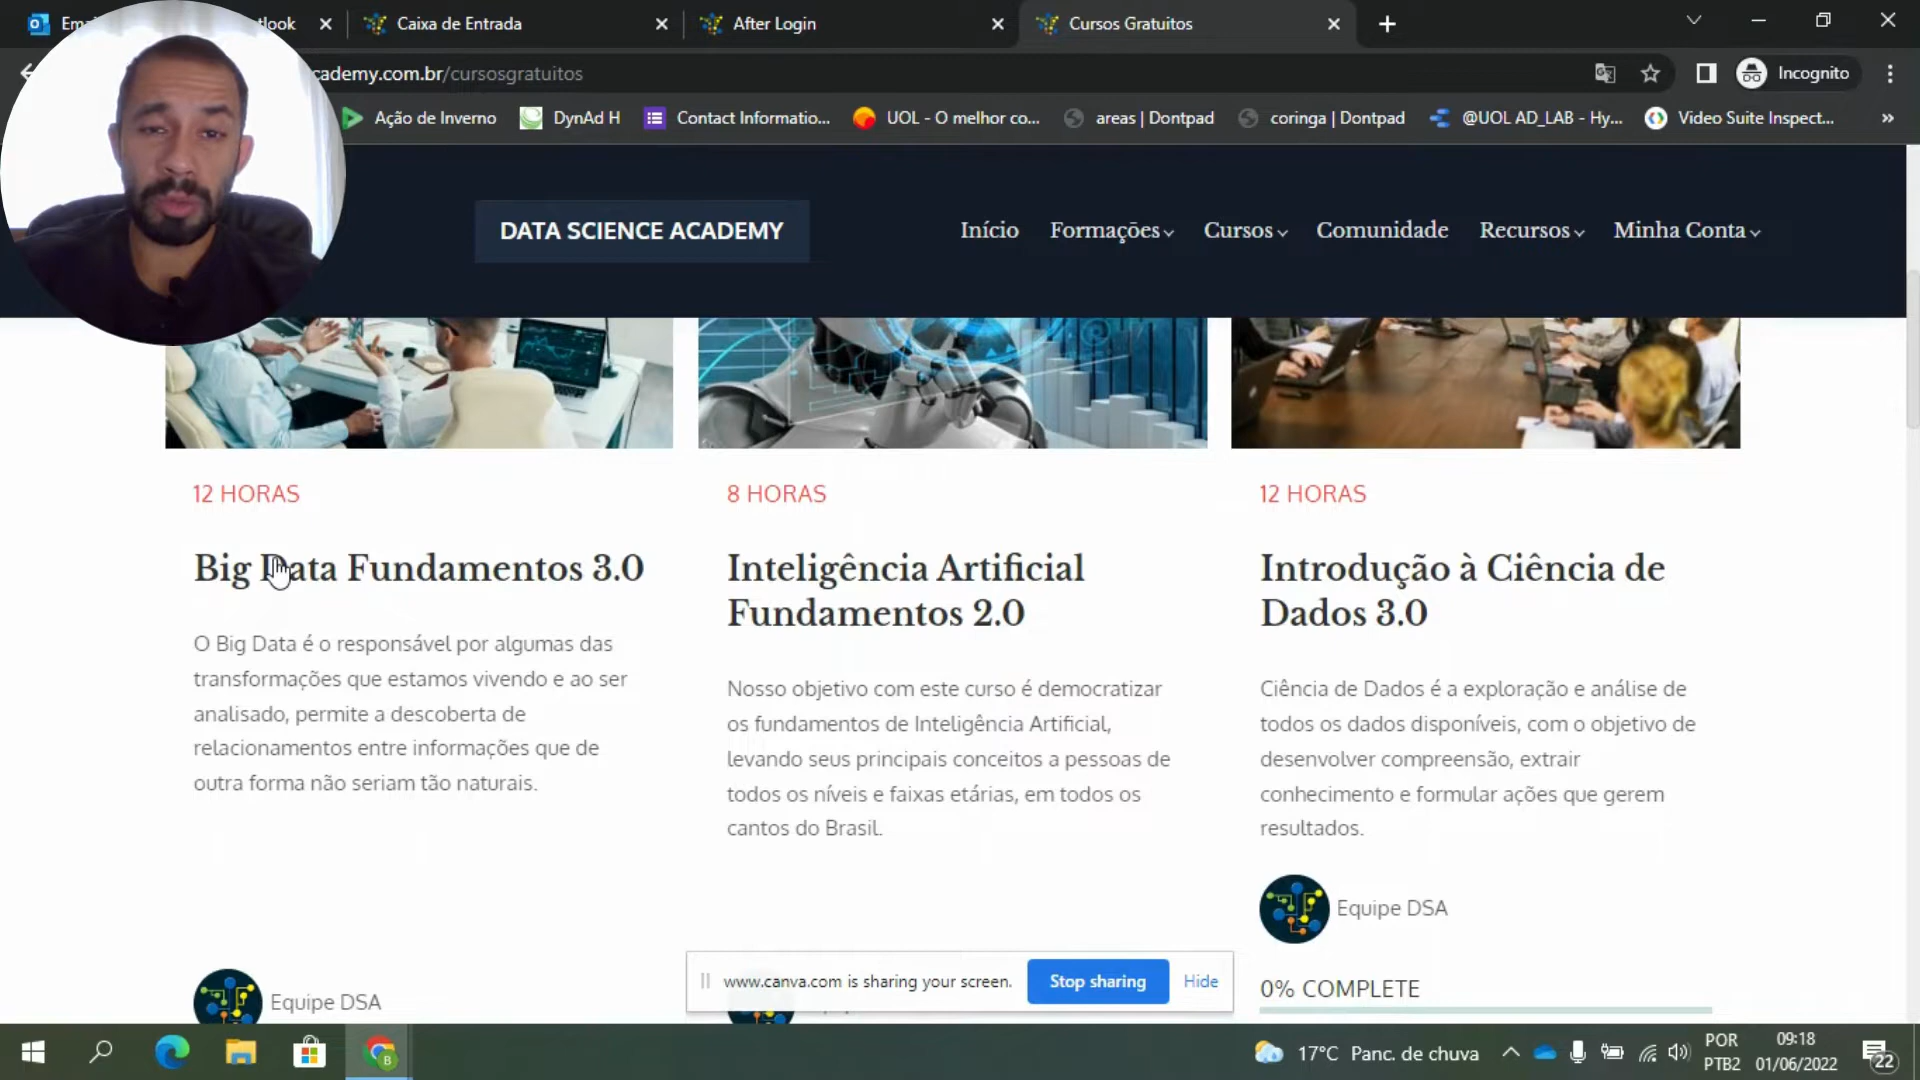 tlook
Caixa de Entrada
After Login
Cursos Gratuitos
cademy.com.br/cursosgratuitos
Incognito
Ação de Inverno
DynAd H
Contact Informatio...
UOL - O melhor co...
areas | Dontpad
coringa | Dontpad
@UOL AD_LAB - Hy...
Video Suite Inspect...
»
DATA SCIENCE ACADEMY
Início
Formações
Cursos
Comunidade
Recursos
Minha Conta
12 HORAS
Big Data Fundamentos 3.0
O Big Data é o responsável por algumas das
transformações que estamos vivendo e ao ser
analisado, permite a descoberta de
relacionamentos entre informações que de
outra forma não seriam tão naturais.
Equipe DSA
8 HORAS
Inteligência Artificial
Fundamentos 2.0
Nosso objetivo com este curso é democratizar
os fundamentos de Inteligência Artificial,
levando seus principais conceitos a pessoas de
todos os níveis e faixas etárias, em todos os
cantos do Brasil.
12 HORAS
Introdução à Ciência de
Dados 3.0
Ciência de Dados é a exploração e análise de
todos os dados disponíveis, com o objetivo de
desenvolver compreensão, extrair
conhecimento e formular ações que gerem
resultados.
Equipe DSA
0% COMPLETE
www.canva.com is sharing your screen.
Stop sharing
Hide
B
17°C Panc. de chuva
POR
PTB2
09:18
01/06/2022
22